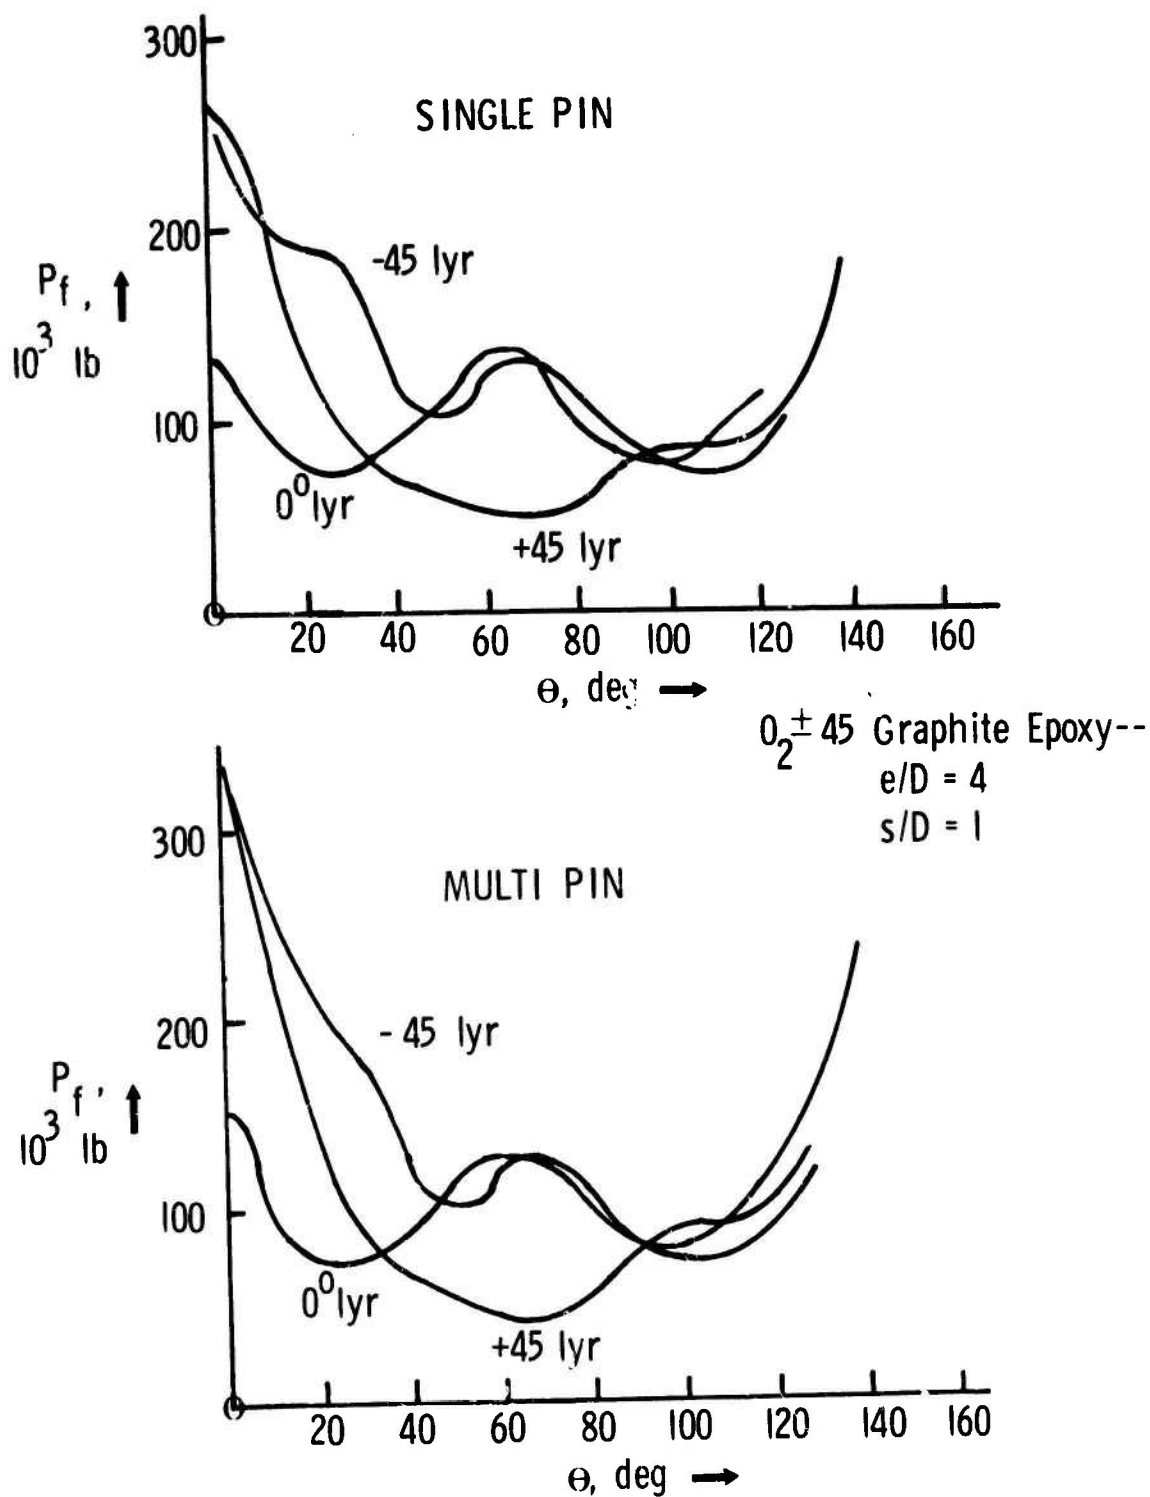 300
SINGLE PIN
200
-45 lyr
Pf,
10³ lb
100
0° lyr
+45 lyr
0
20 40 60 80 100 120 140 160
θ, deg
0₂±45 Graphite Epoxy--
e/D = 4
s/D = 1
300
MULTI PIN
200
-45 lyr
Pf,
10³ lb
100
0° lyr
+45 lyr
0
20 40 60 80 100 120 140 160
θ, deg